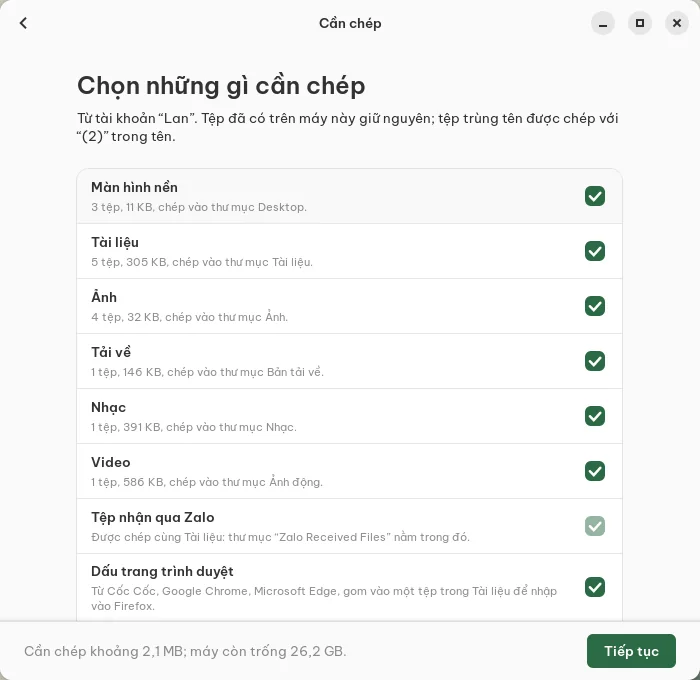 Cần chép
Chọn những gì cần chép
Từ tài khoản “Lan”. Tệp đã có trên máy này giữ nguyên; tệp trùng tên được chép với
“(2)” trong tên.
Màn hình nền
3 tệp, 11 KB, chép vào thư mục Desktop.
Tài liệu
5 tệp, 305 KB, chép vào thư mục Tài liệu.
Ảnh
4 tệp, 32 KB, chép vào thư mục Ảnh.
Tải về
1 tệp, 146 KB, chép vào thư mục Bản tải về.
Nhạc
1 tệp, 391 KB, chép vào thư mục Nhạc.
Video
1 tệp, 586 KB, chép vào thư mục Ảnh động.
Tệp nhận qua Zalo
Được chép cùng Tài liệu: thư mục “Zalo Received Files” nằm trong đó.
Dấu trang trình duyệt
Từ Cốc Cốc, Google Chrome, Microsoft Edge, gom vào một tệp trong Tài liệu để nhập
vào Firefox.
Cần chép khoảng 2,1 MB; máy còn trống 26,2 GB.
Tiếp tục